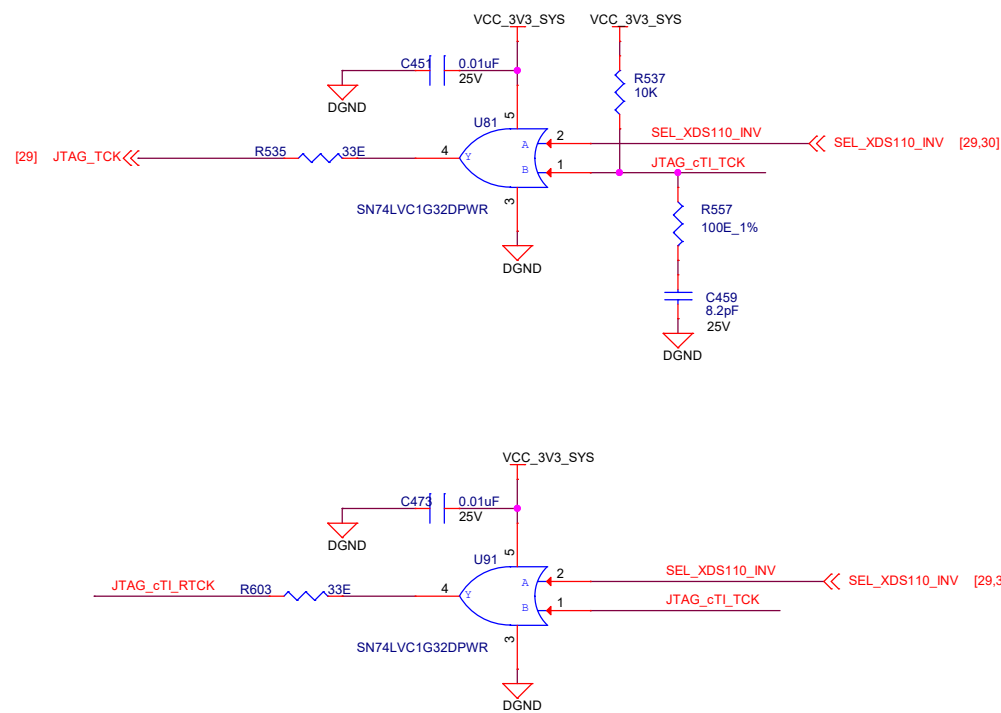 VCC_3V3_SYS VCC_3V3_SYS
C451 0.01uF
25V
R537
10K
DGND
U81
5
SEL_XDS110_INV
A 2
SEL_XDS110_INV [29,30]
[29] JTAG_TCK
R535 33E
4 Y
B 1
JTAG_cTI_TCK
3
SN74LVC1G32DPWR
R557
100E_1%
DGND
C459
8.2pF
25V
DGND
VCC_3V3_SYS
C473 0.01uF
25V
DGND
U91
5
SEL_XDS110_INV
A 2
SEL_XDS110_INV [29,3
JTAG_cTI_RTCK
R603 33E
4 Y
B 1
JTAG_cTI_TCK
3
SN74LVC1G32DPWR
DGND